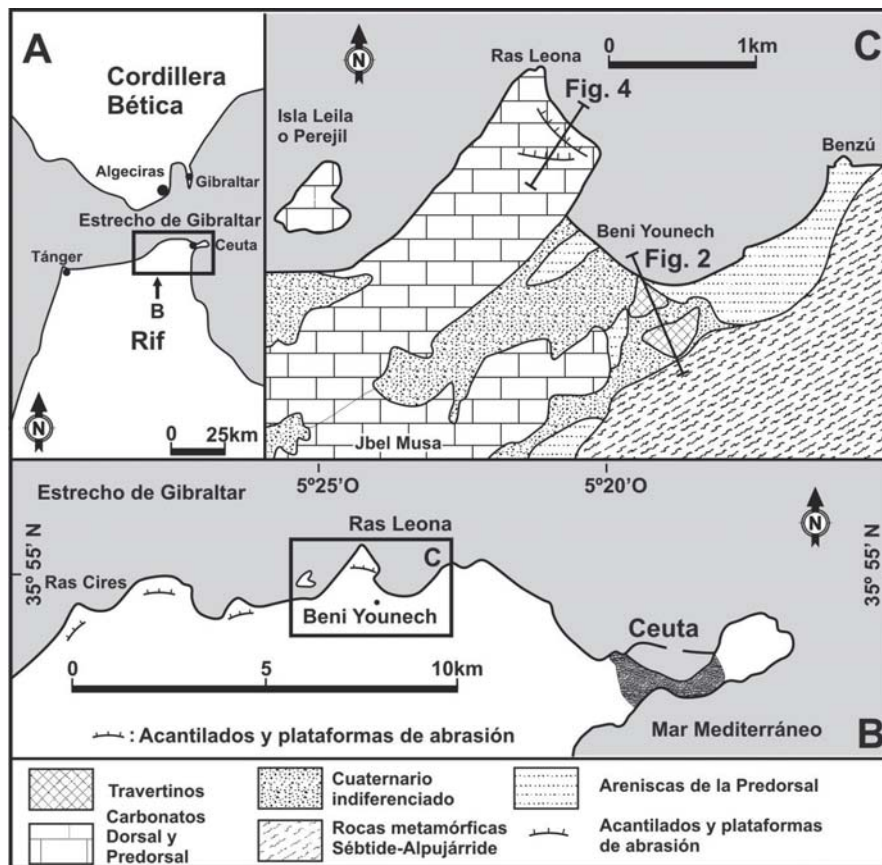 A
Cordillera
Bética
Algeciras
Gibraltar
Estrecho de Gibraltar
Ceuta
Tánger
B
Rif
N
0 25km
C
N
0 1km
Ras Leona
Fig. 4
Isla Leila
o Perejil
Benzú
Beni Younech
Fig. 2
Jbel Musa
Estrecho de Gibraltar
5º25'O
5º20'O
35º 55' N
35º 55' N
N
Ras Leona
C
Ras Cires
Beni Younech
Ceuta
0 5 10km
: Acantilados y plataformas de abrasión
Mar Mediterráneo
B
Travertinos
Cuaternario
indiferenciado
Areniscas de la Predorsal
Carbonatos
Dorsal y
Predorsal
Rocas metamórficas
Sébtide-Alpujárride
Acantilados y plataformas
de abrasión